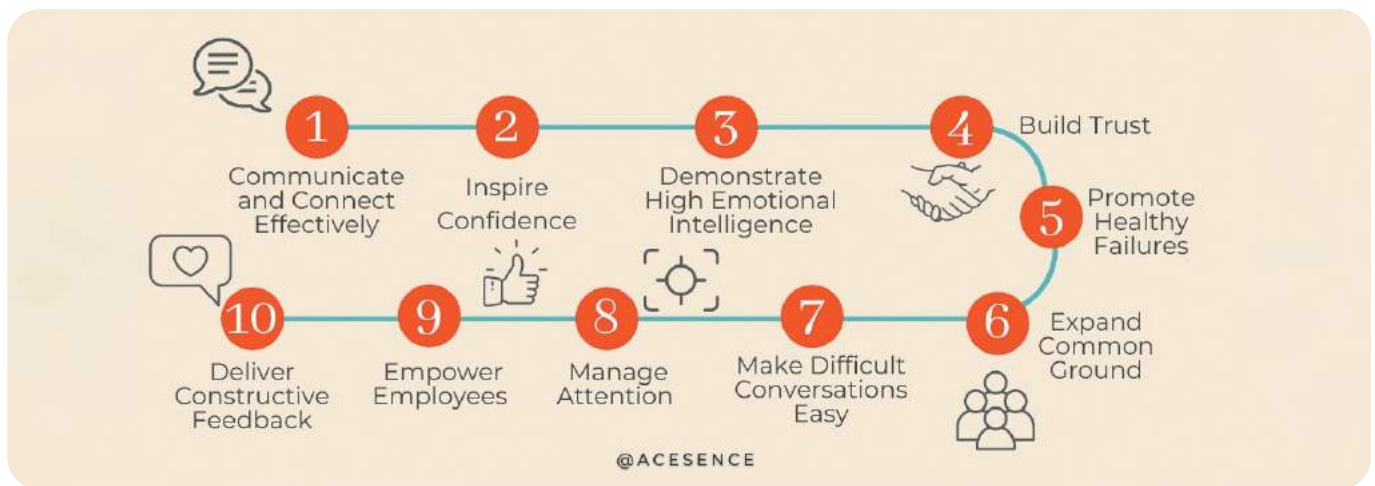 1
Communicate
and Connect
Effectively
2
Inspire
Confidence
3
Demonstrate
High Emotional
Intelligence
4
Build Trust
5
Promote
Healthy
Failures
6
Expand
Common
Ground
7
Make Difficult
Conversations
Easy
8
Manage
Attention
9
Empower
Employees
10
Deliver
Constructive
Feedback
@ACESENCE